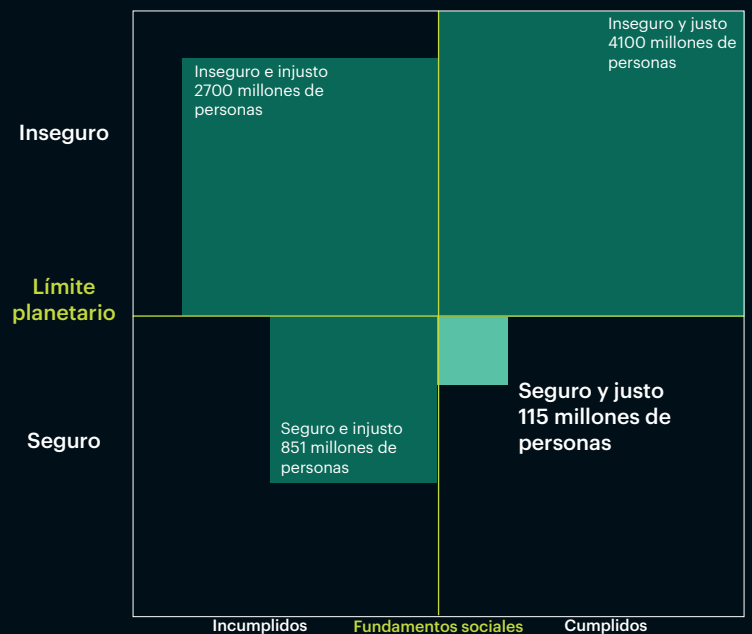 Inseguro y justo
4100 millones de
personas
Inseguro e injusto
2700 millones de
personas
Inseguro
Límite
planetario
Seguro y justo
115 millones de
personas
Seguro e injusto
851 millones de
personas
Seguro
Incumplidos
Fundamentos sociales
Cumplidos